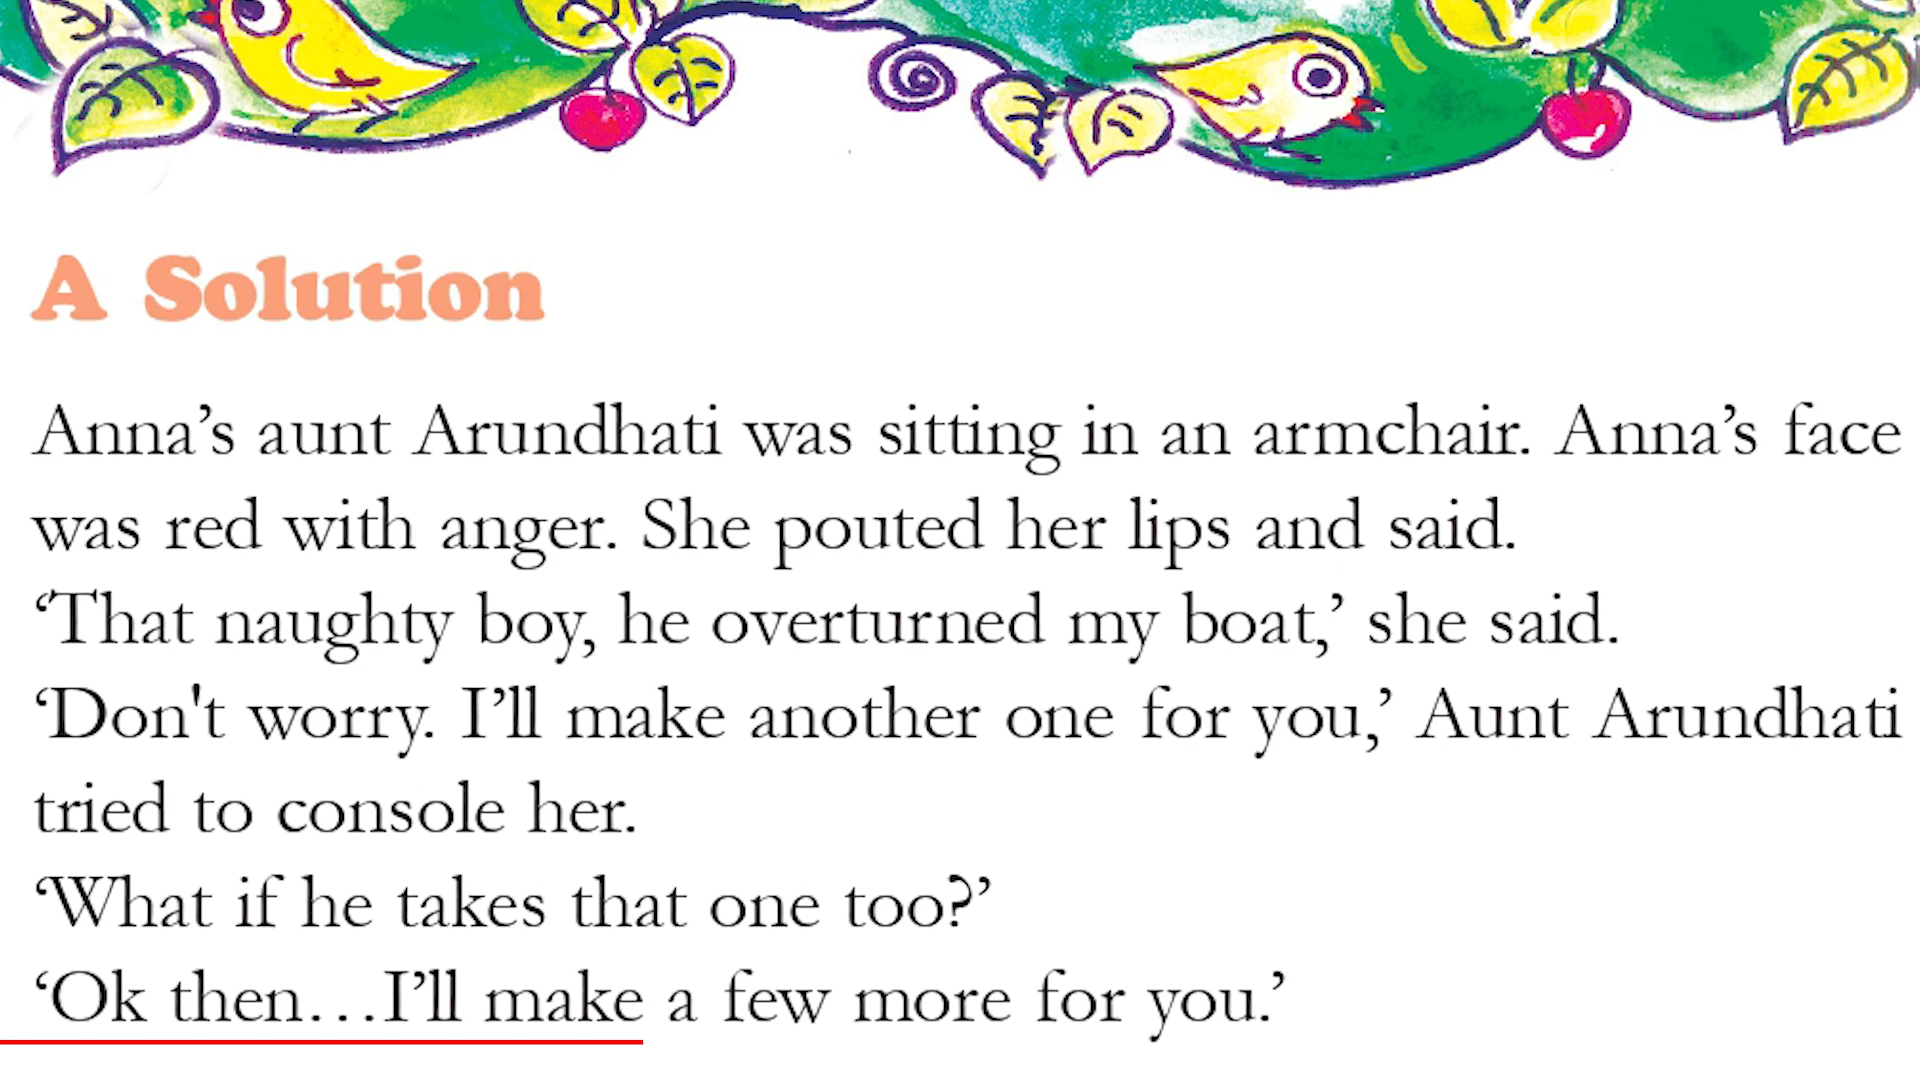 A Solution
Anna’s aunt Arundhati was sitting in an armchair. Anna’s face
was red with anger. She pouted her lips and said.
‘That naughty boy, he overturned my boat,’ she said.
‘Don't worry. I’ll make another one for you,’ Aunt Arundhati
tried to console her.
‘What if he takes that one too?’
‘Ok then…I’ll make a few more for you.’